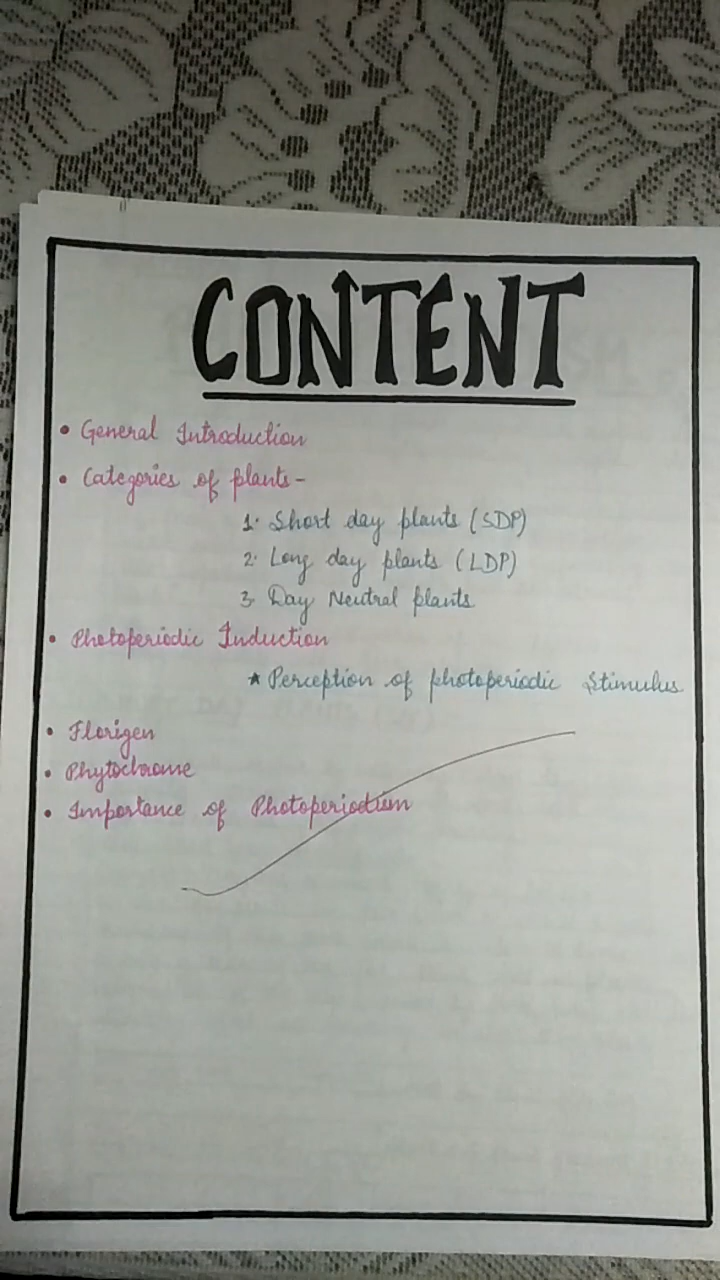 CONTENT
• General Introduction
• Categories of plants-
1. Short day plants (SDP)
2. Long day plants (LDP)
3. Day Neutral plants
• Photoperiodic Induction
★ Perception of photoperiodic Stimulus
• Florigen
• Phytochrome
• Importance of Photoperiodism